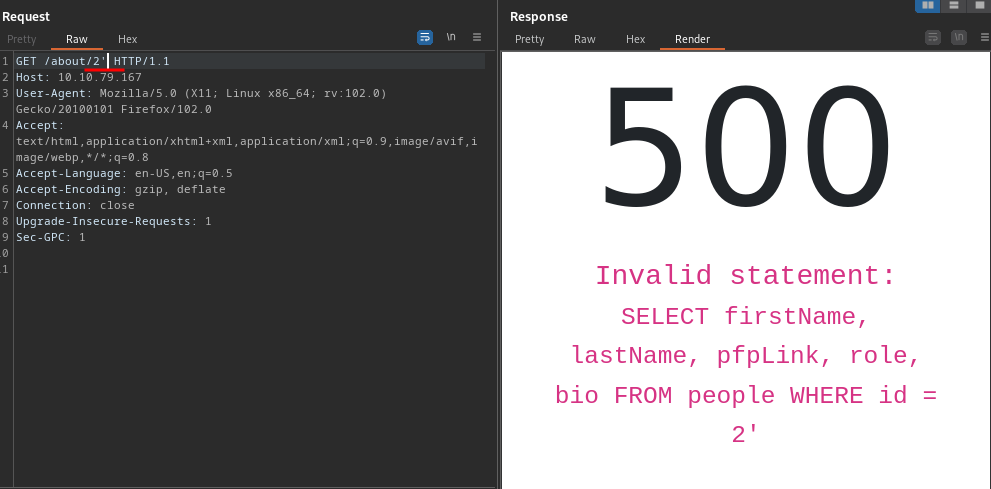 Request
Pretty Raw Hex \n
1 GET /about/2' HTTP/1.1
2 Host: 10.10.79.167
3 User-Agent: Mozilla/5.0 (X11; Linux x86_64; rv:102.0)
Gecko/20100101 Firefox/102.0
4 Accept:
text/html,application/xhtml+xml,application/xml;q=0.9,image/avif,i
mage/webp,*/*;q=0.8
5 Accept-Language: en-US,en;q=0.5
6 Accept-Encoding: gzip, deflate
7 Connection: close
8 Upgrade-Insecure-Requests: 1
9 Sec-GPC: 1
10
11
Response
Pretty Raw Hex Render \n
500
Invalid statement:
SELECT firstName,
lastName, pfpLink, role,
bio FROM people WHERE id =
2'